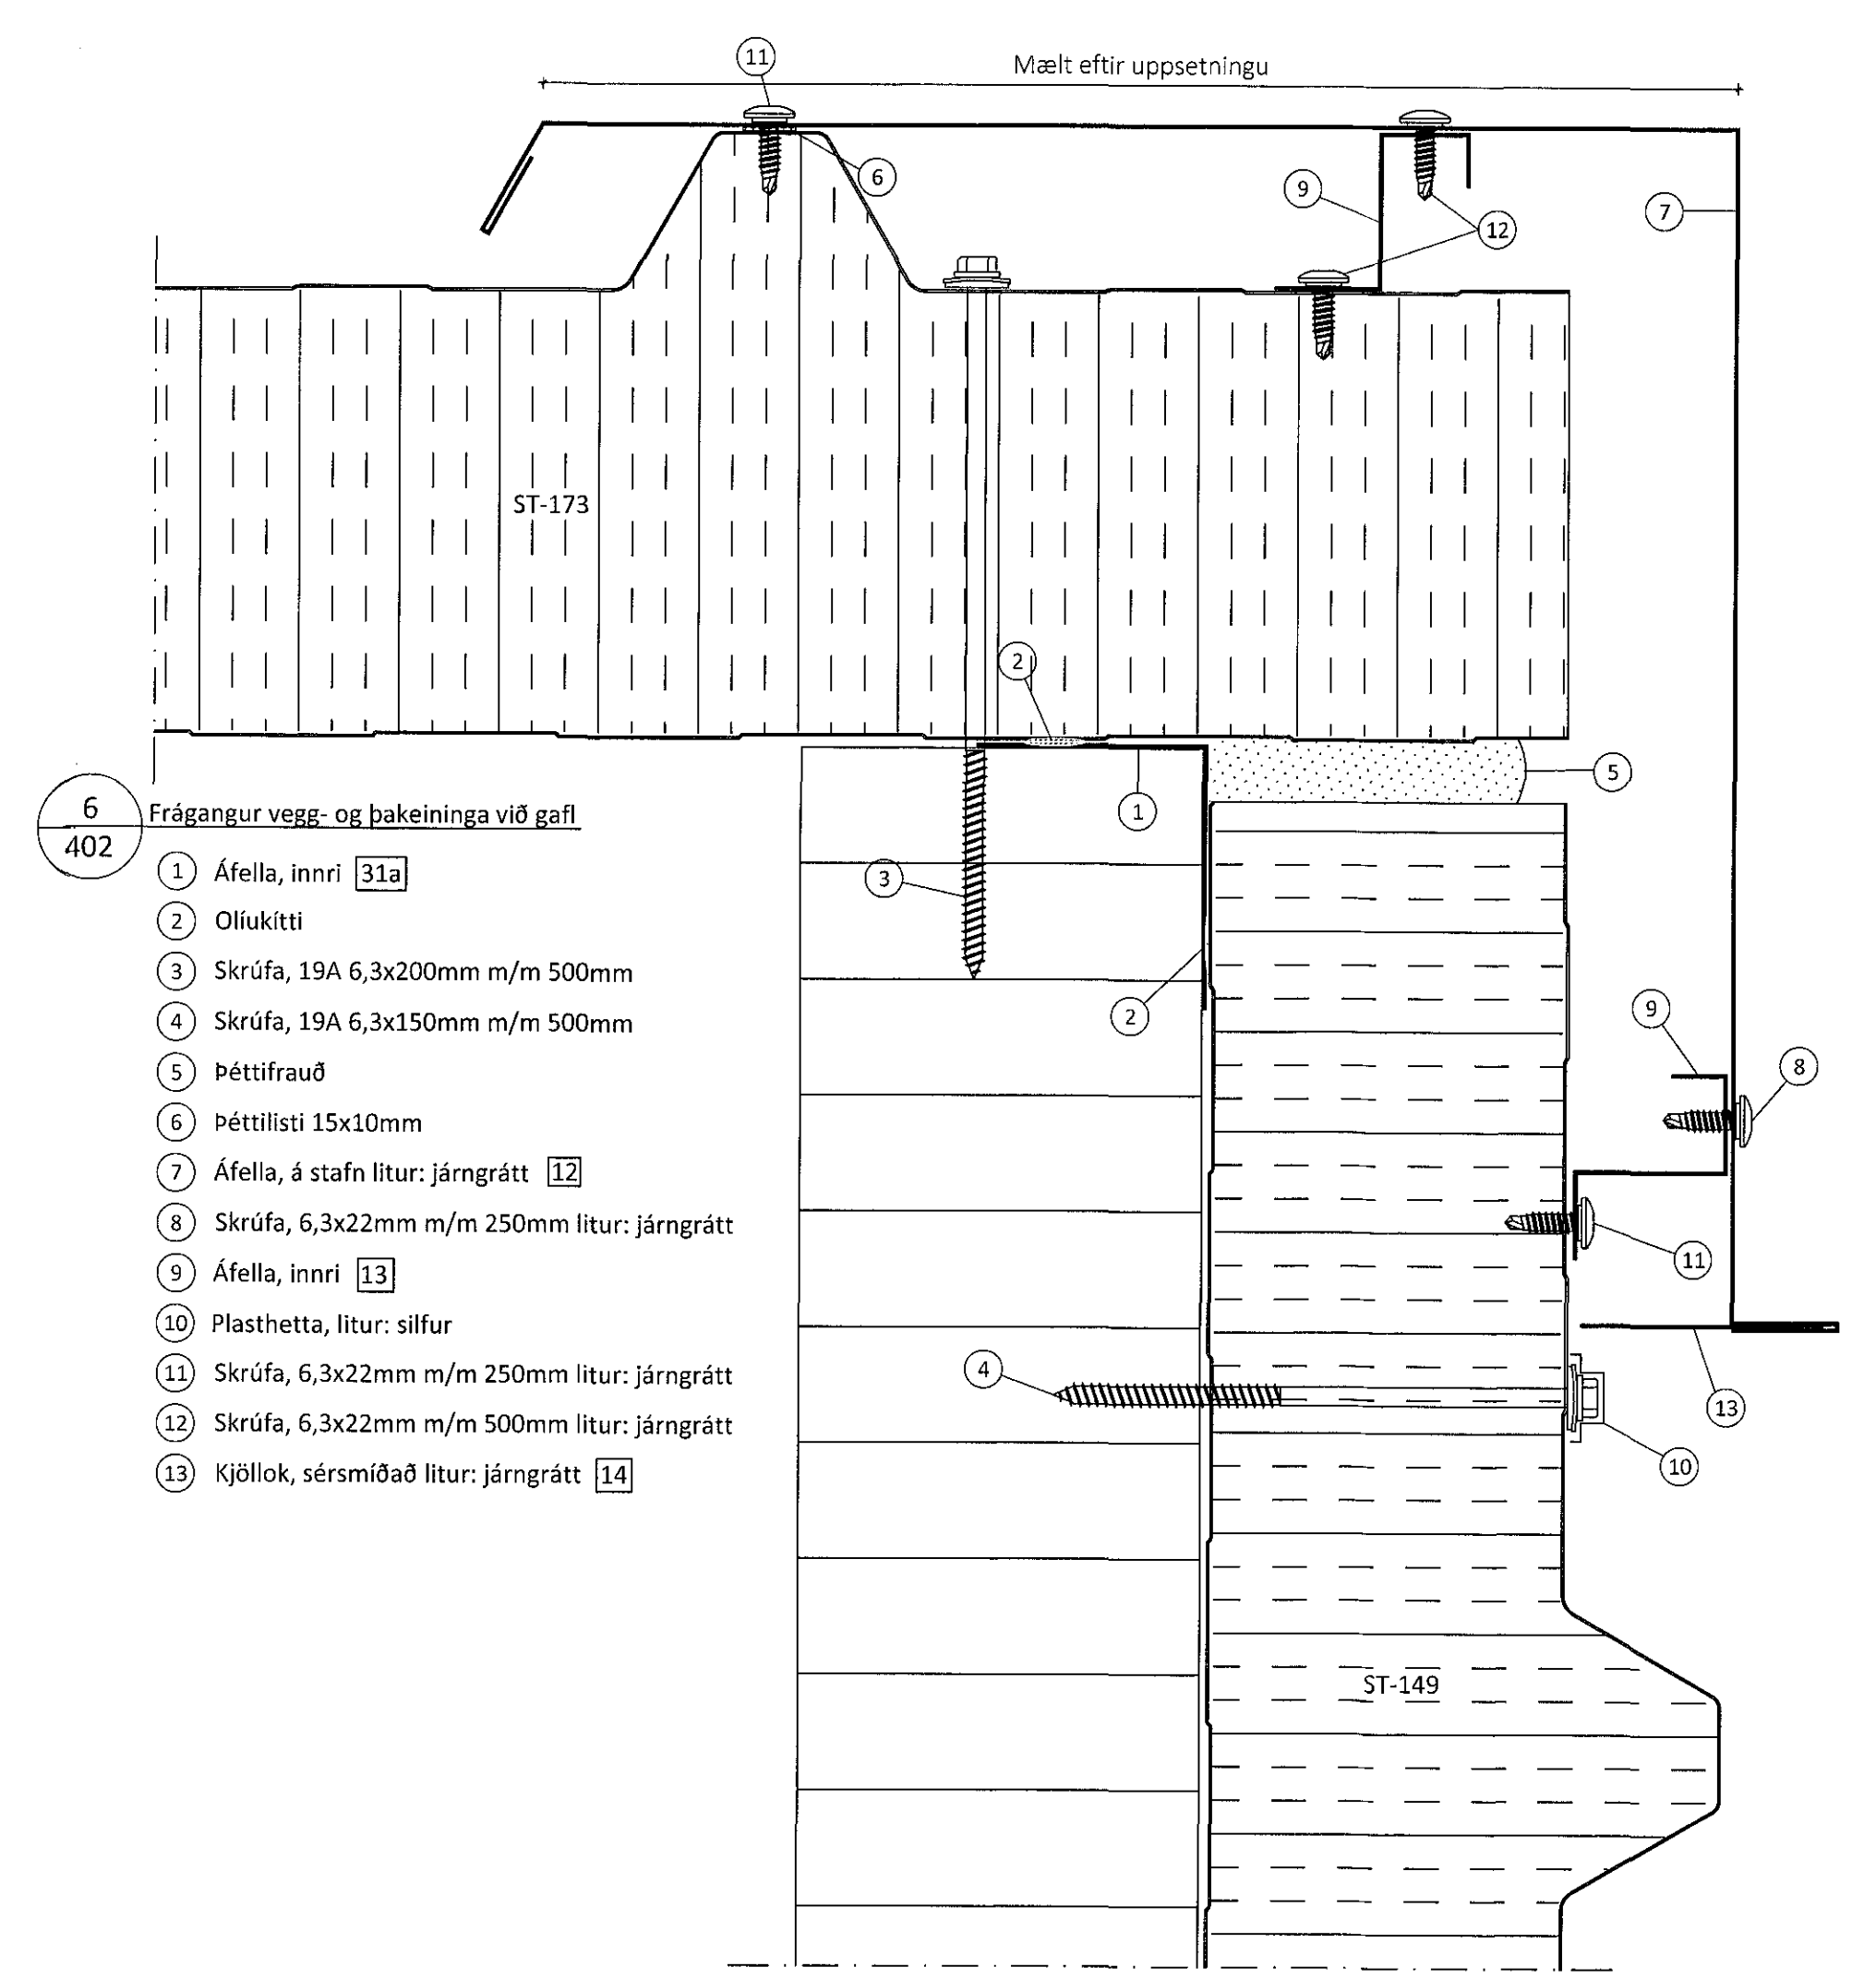 11
Mælt eftir uppsetningu
6
9
7
12
ST-173
2
5
1
6
402
Frágangur vegg- og þakeininga við gafl
3
1 Áfella, innri 31a
2 Olíukítti
3 Skrúfa, 19A 6,3x200mm m/m 500mm
4 Skrúfa, 19A 6,3x150mm m/m 500mm
5 Þéttifrauð
6 Þéttilisti 15x10mm
7 Áfella, á stafn litur: járngrátt 12
8 Skrúfa, 6,3x22mm m/m 250mm litur: járngrátt
9 Áfella, innri 13
10 Plasthetta, litur: silfur
11 Skrúfa, 6,3x22mm m/m 250mm litur: járngrátt
12 Skrúfa, 6,3x22mm m/m 500mm litur: járngrátt
13 Kjöllok, sérsmíðað litur: járngrátt 14
2
9
8
11
4
13
10
ST-149